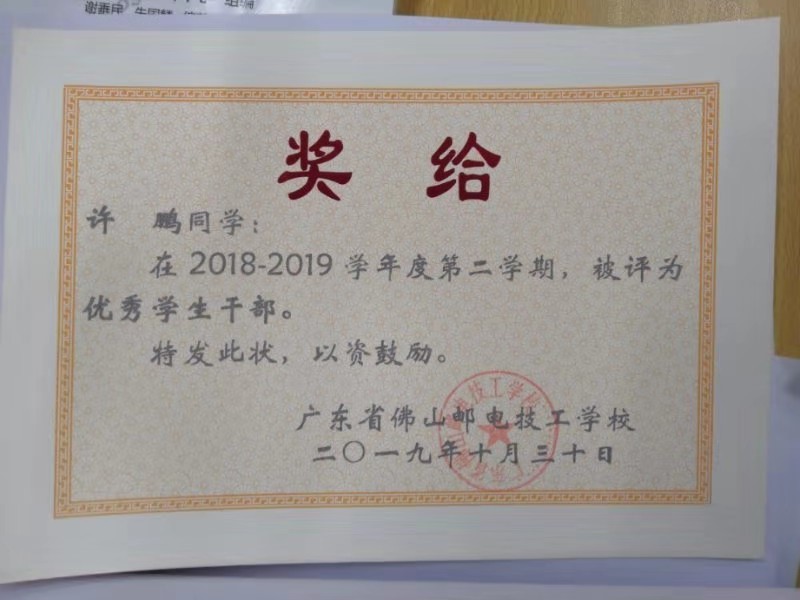 组编
奖 给
许 鹏同学：
在 2018-2019 学年度第二学期，被评为
优秀学生干部。
特发此状，以资鼓励。
广东省佛山邮电技工学校
二〇一九年十月三十日